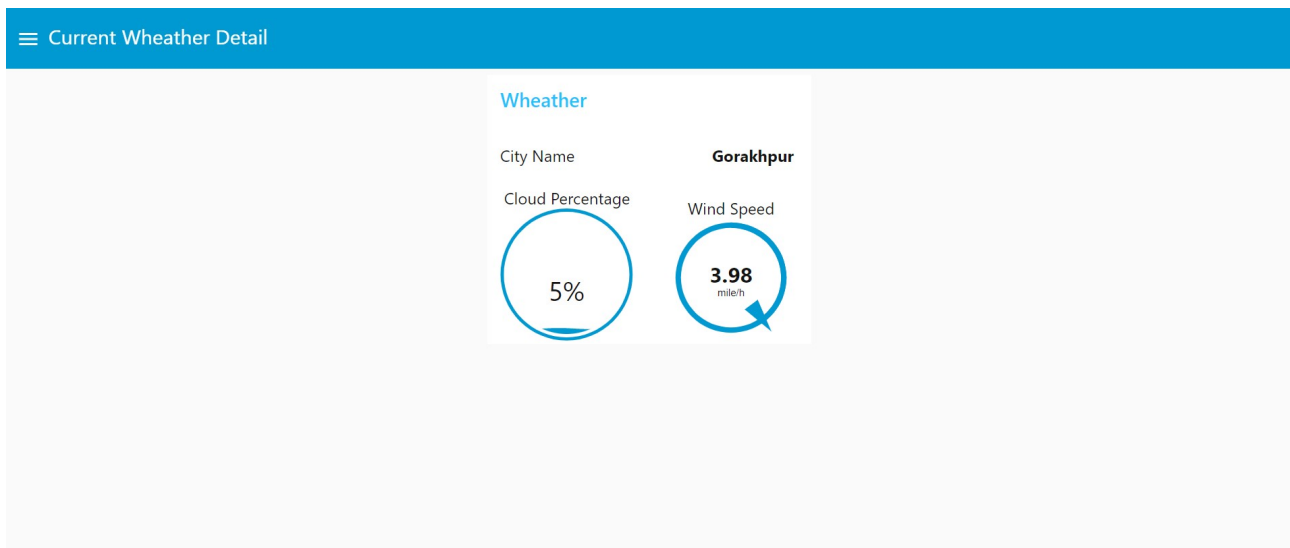 Current Wheather Detail
Wheather
City Name Gorakhpur
Cloud Percentage
Wind Speed
5%
3.98
mile/h